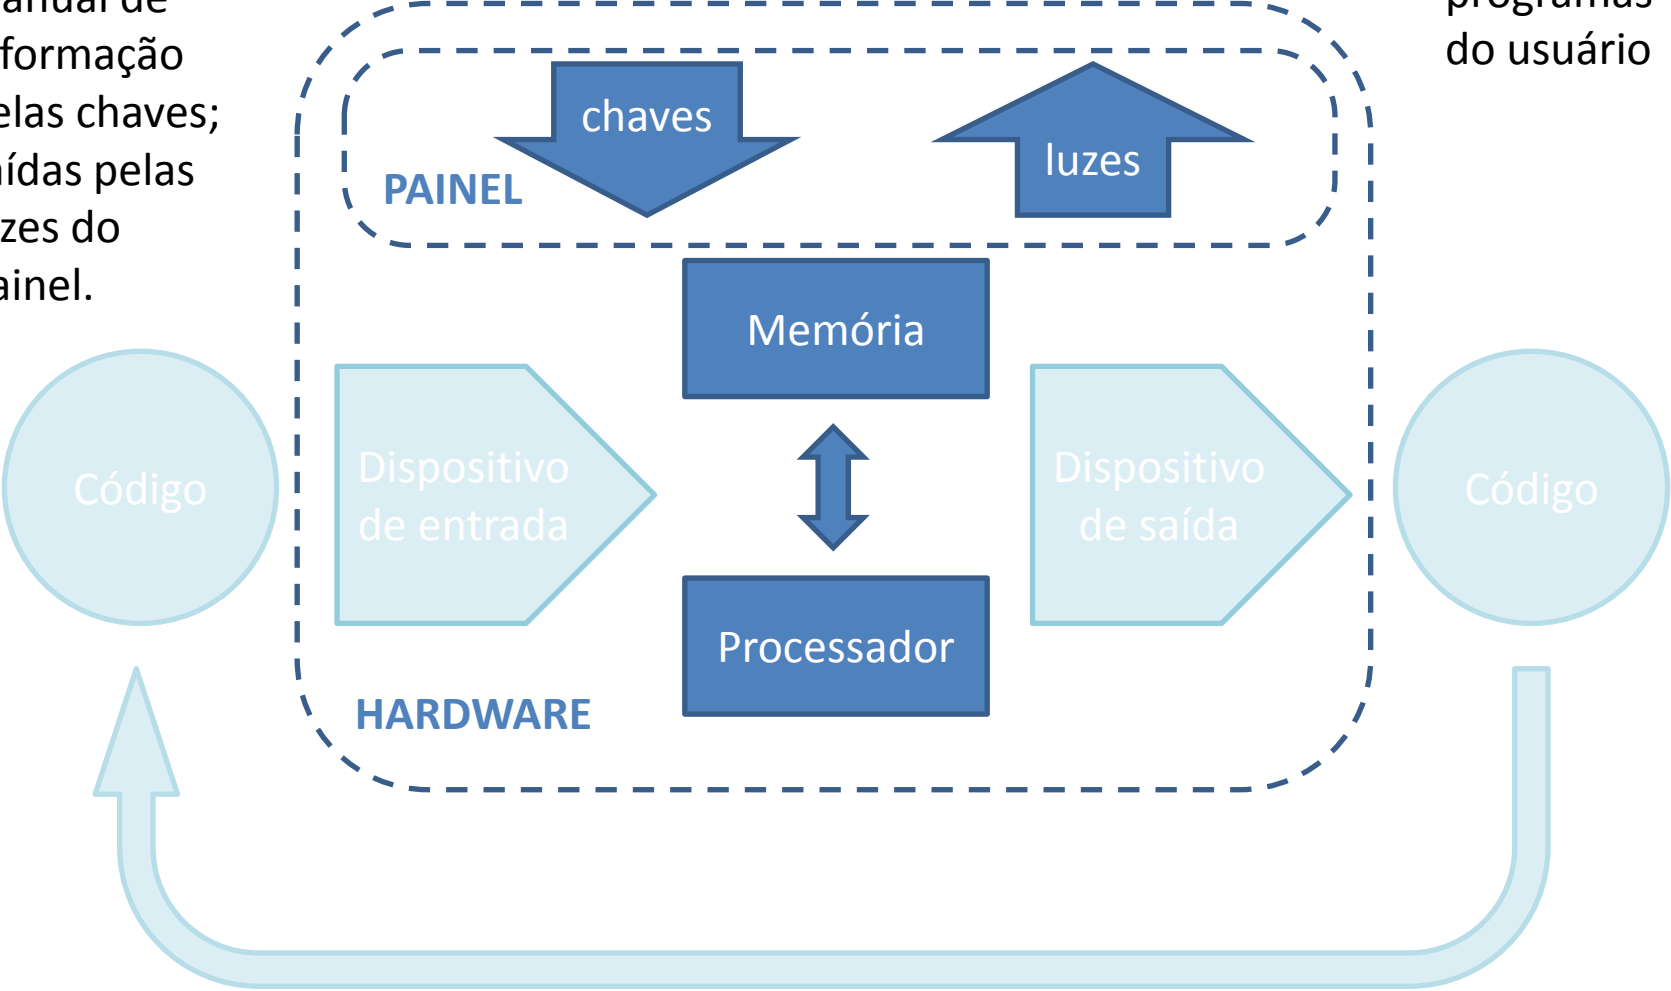 formação
elas chaves;
ídas pelas
zes do
ainel.
programas
do usuário
chaves
luzes
PAINEL
Memória
Código
Dispositivo
de entrada
Dispositivo
de saída
Código
Processador
HARDWARE